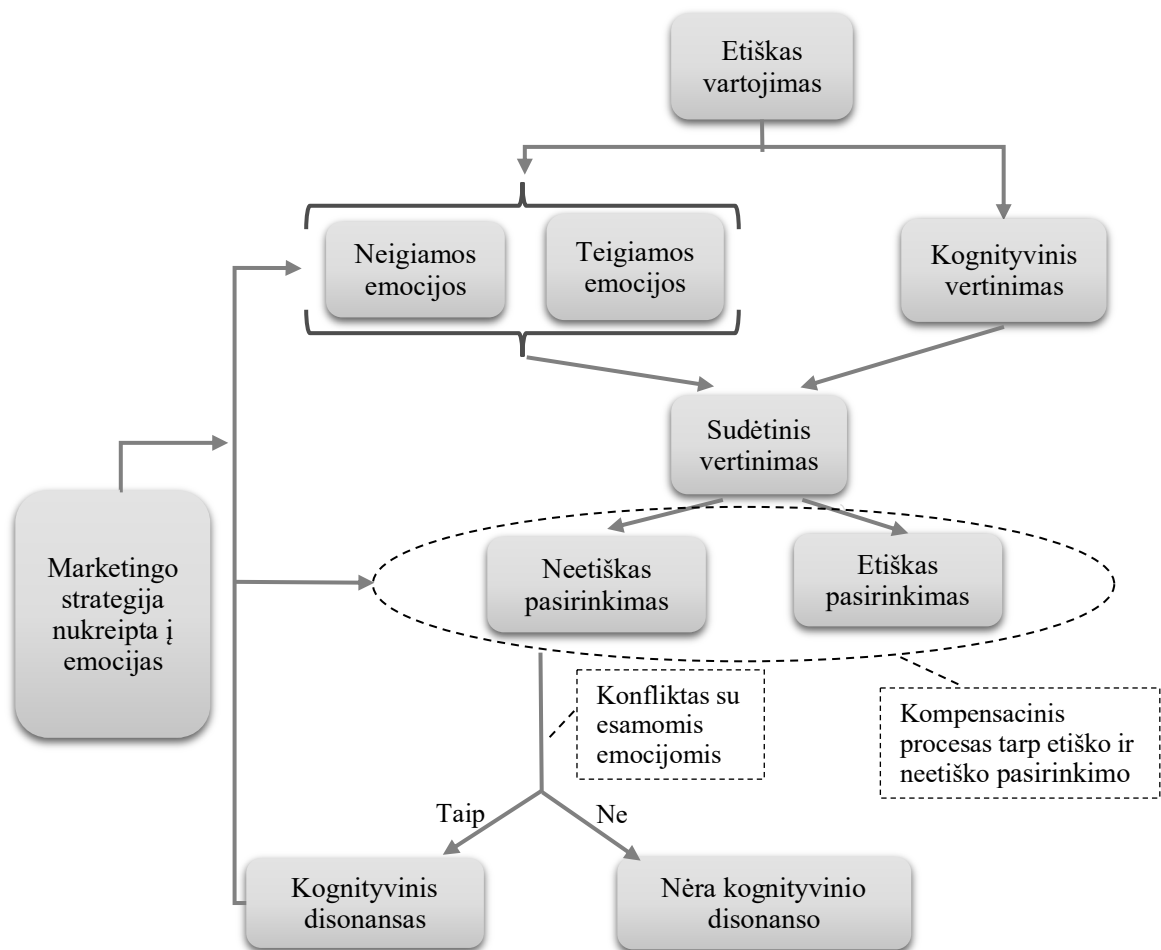 Etiškas
vartojimas
Neigiamos
emocijos
Teigiamos
emocijos
Kognityvinis
vertinimas
Sudėtinis
vertinimas
Marketingo
strategija
nukreipta į
emocijas
Neetiškas
pasirinkimas
Etiškas
pasirinkimas
Konfliktas su
esamomis
emocijomis
Kompensacinis
procesas tarp etiško ir
neetiško pasirinkimo
Taip
Ne
Kognityvinis
disonansas
Nėra kognityvinio
disonanso